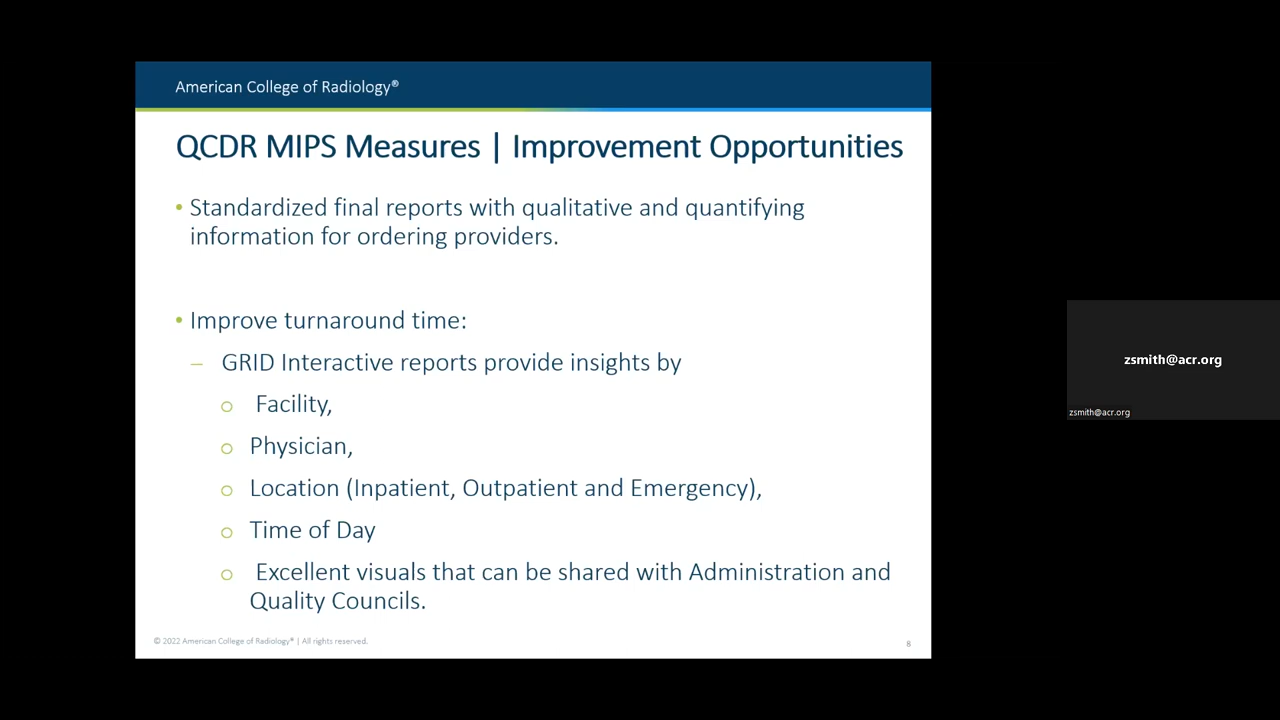 American College of Radiology®
QCDR MIPS Measures | Improvement Opportunities
• Standardized final reports with qualitative and quantifying
information for ordering providers.
• Improve turnaround time:
– GRID Interactive reports provide insights by
o Facility,
o Physician,
o Location (Inpatient, Outpatient and Emergency),
o Time of Day
o Excellent visuals that can be shared with Administration and
Quality Councils.
© 2022 American College of Radiology® | All rights reserved.
8
zsmith@acr.org
zsmith@acr.org